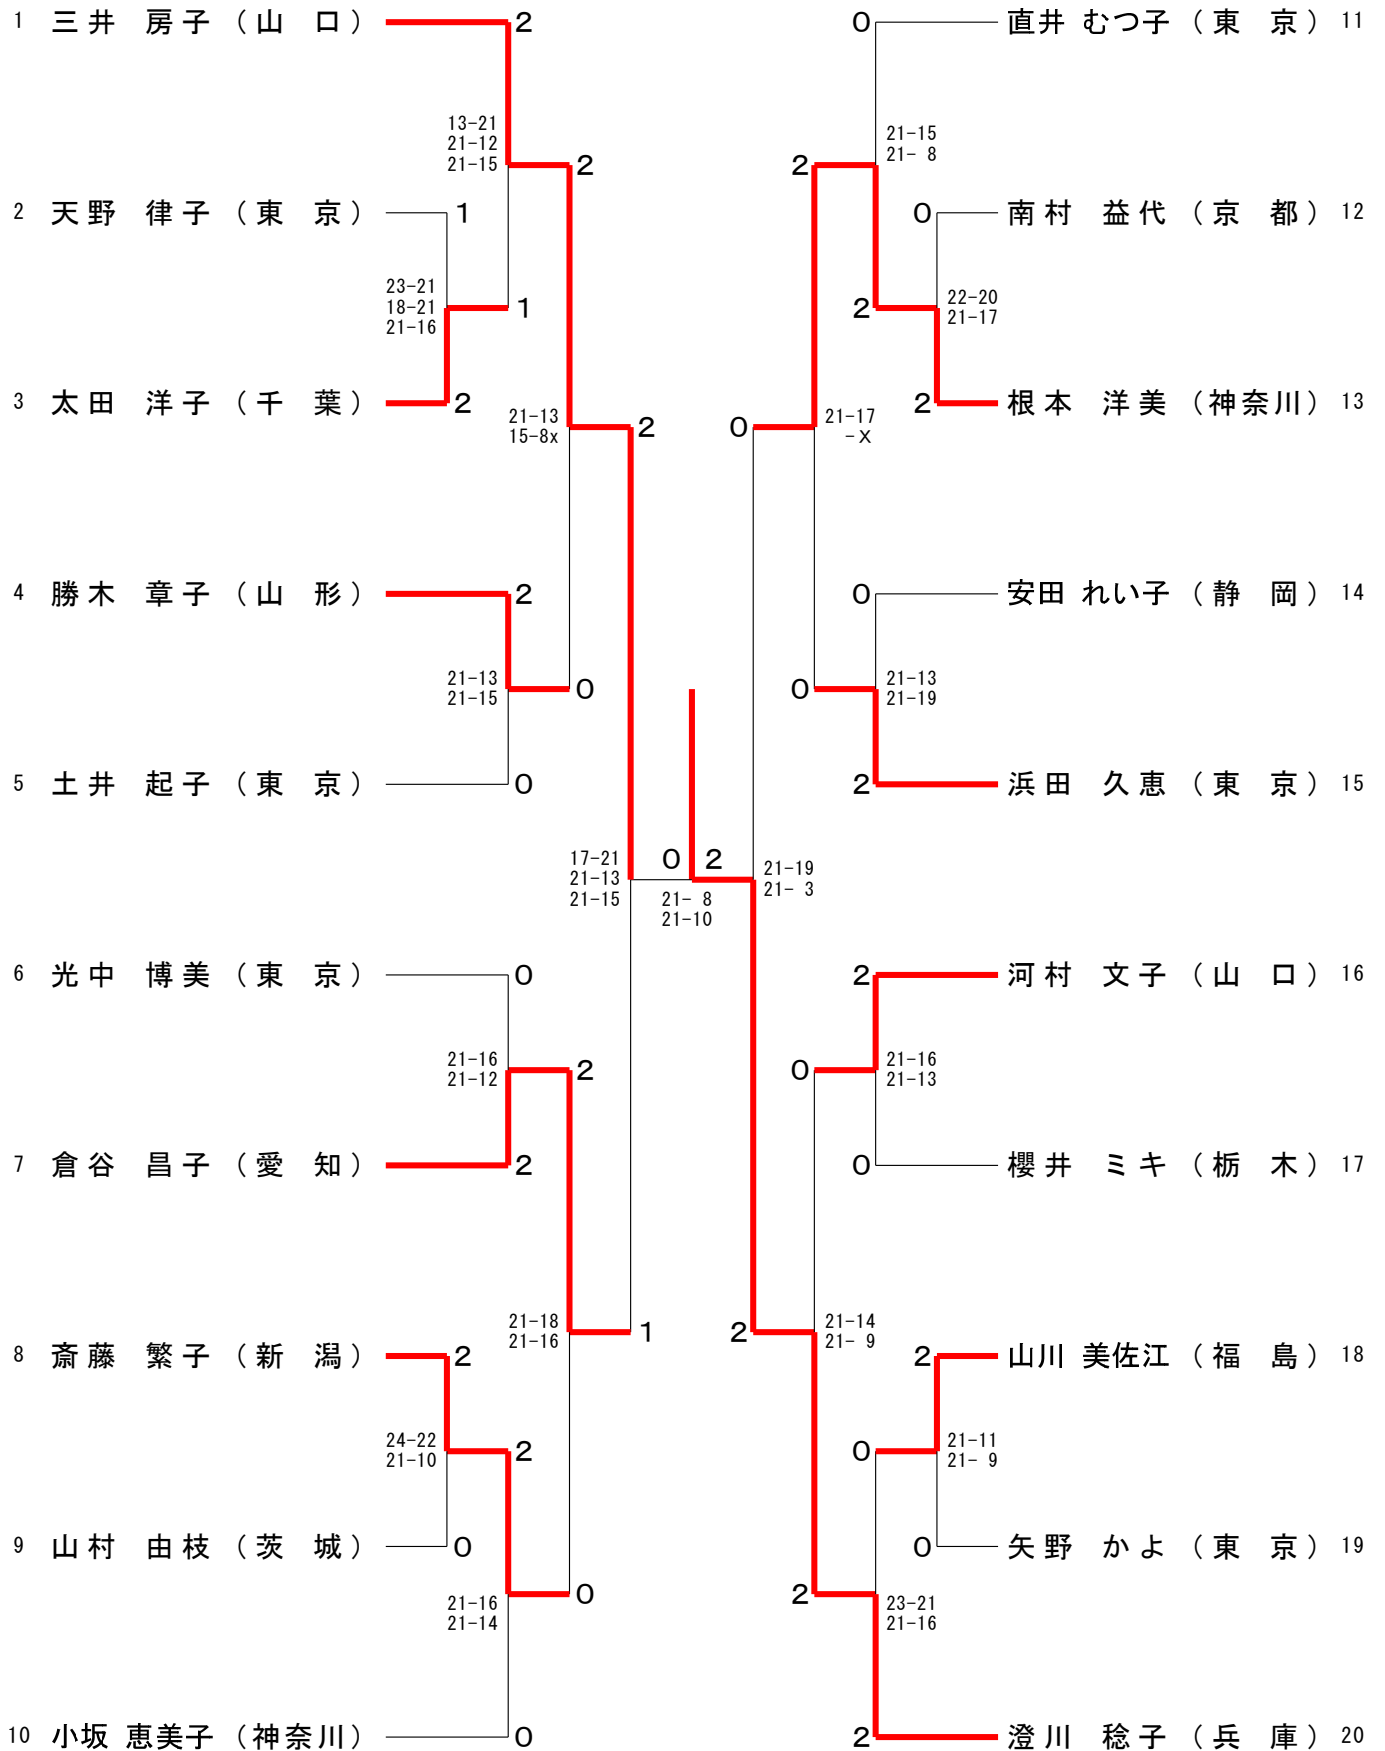 1 三井 房子 （山 口） 2
0 直井 むつ子 （東 京） 11
13-21
21-12
21-15
2
21-15
21- 8
2
2 天野 律子 （東 京） 1
0 南村 益代 （京 都） 12
23-21
18-21
21-16
1
2
22-20
21-17
3 太田 洋子 （千 葉） 2
2 根本 洋美 （神奈川） 13
21-13
15-8x
2
0
21-17
-X
4 勝木 章子 （山 形） 2
0 安田 れい子 （静 岡） 14
21-13
21-15
0
0
21-13
21-19
5 土井 起子 （東 京） 0
2 浜田 久恵 （東 京） 15
17-21
21-13
21-15
0 2
21- 8
21-10
21-19
21- 3
6 光中 博美 （東 京） 0
2 河村 文子 （山 口） 16
21-16
21-12
2
0
21-16
21-13
7 倉谷 昌子 （愛 知） 2
0 櫻井 ミキ （栃 木） 17
21-18
21-16
1
2
21-14
21- 9
8 斎藤 繁子 （新 潟） 2
2 山川 美佐江 （福 島） 18
24-22
21-10
2
0
21-11
21- 9
9 山村 由枝 （茨 城） 0
0 矢野 かよ （東 京） 19
21-16
21-14
0
2
23-21
21-16
10 小坂 恵美子 （神奈川） 0
2 澄川 稔子 （兵 庫） 20